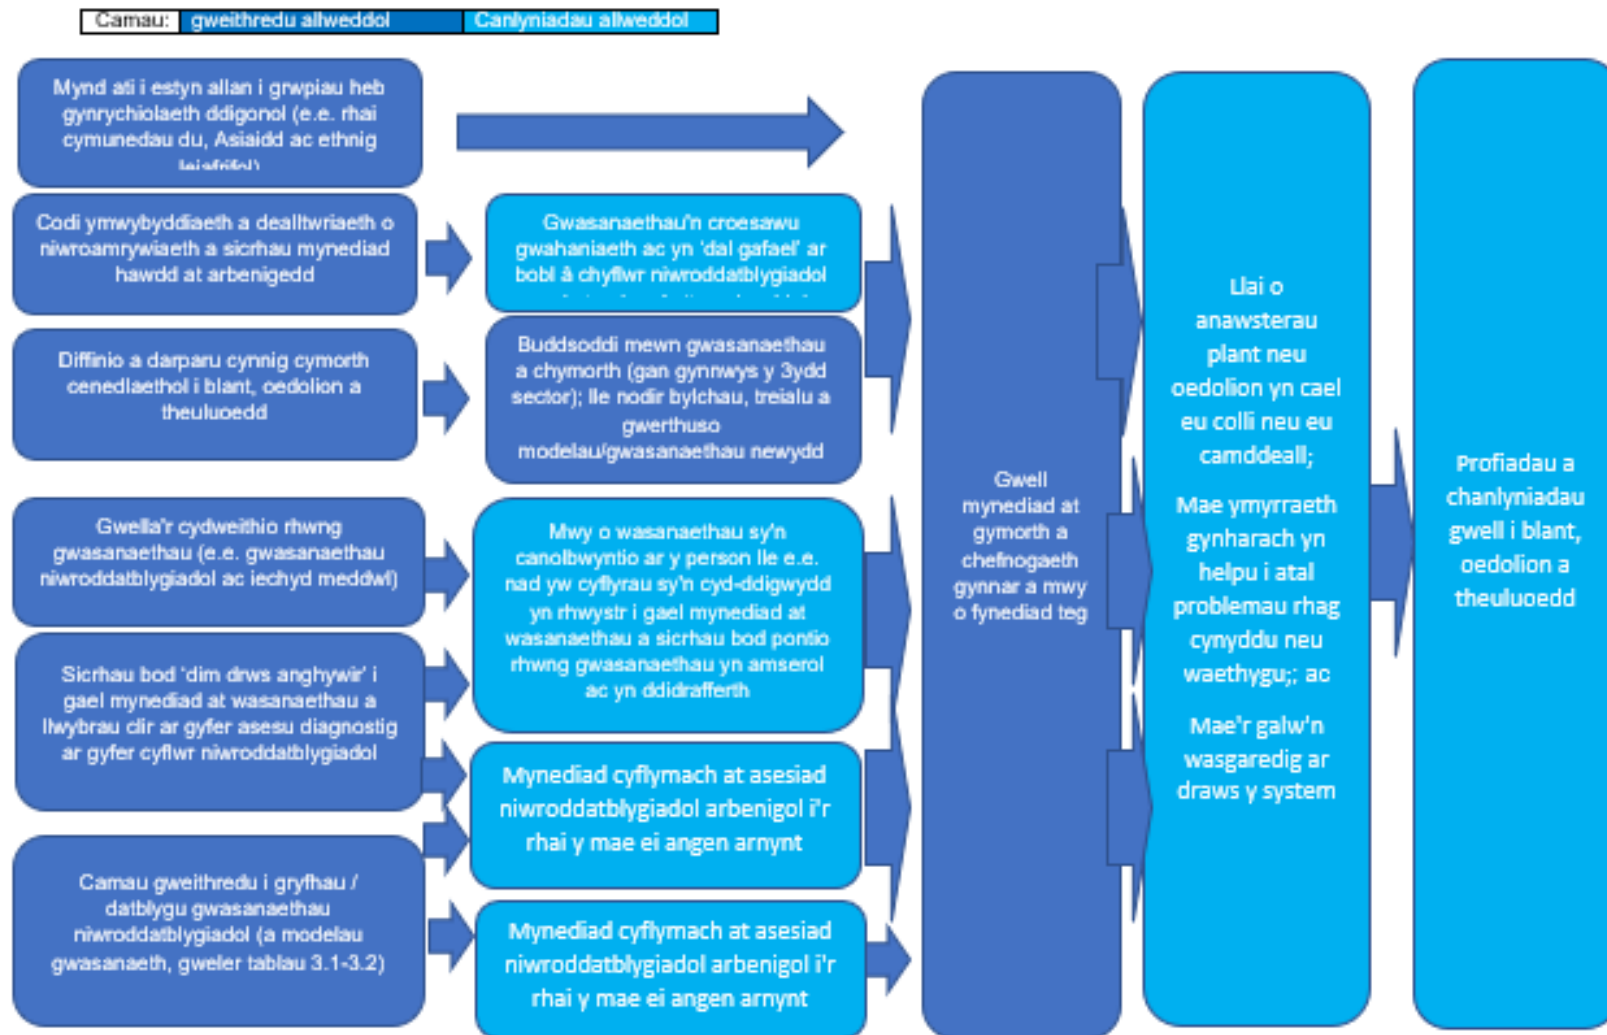 Camau: gweithredu allweddol Canlyniadau allweddol
Mynd ati i estyn allan i grwpiau heb
gynrychiolaeth ddigonol (e.e. rhai
cymunedau du, Asiaidd ac ethnig
leiafrifol)
Codi ymwybyddiaeth a dealltwriaeth o
niwroamrywiaeth a sicrhau mynediad
hawdd at arbenigedd
Gwasanaethau'n croesawu
gwahaniaeth ac yn 'dal gafael' ar
bobl â chyflwr niwroddatblygiadol
Diffinio a darparu cynnig cymorth
cenedlaethol i blant, oedolion a
theuluoedd
Buddsoddi mewn gwasanaethau
a chymorth (gan gynnwys y 3ydd
sector); lle nodir bylchau, treialu a
gwerthuso
modelau/gwasanaethau newydd
Gwella'r cydweithio rhwng
gwasanaethau (e.e. gwasanaethau
niwroddatblygiadol ac iechyd meddwl)
Mwy o wasanaethau sy'n
canolbwyntio ar y person lle e.e.
nad yw cyflyrau sy'n cyd-ddigwydd
yn rhwystr i gael mynediad at
wasanaethau a sicrhau bod pontio
rhwng gwasanaethau yn amserol
ac yn ddidrafferth
Sicrhau bod 'dim drws anghywir' i
gael mynediad at wasanaethau a
llwybrau clir ar gyfer asesu diagnostig
ar gyfer cyflwr niwroddatblygiadol
Mynediad cyflymach at asesiad
niwroddatblygiadol arbenigol i'r
rhai y mae ei angen arnynt
Camau gweithredu i gryfhau /
datblygu gwasanaethau
niwroddatblygiadol (a modelau
gwasanaeth, gweler tablau 3.1-3.2)
Mynediad cyflymach at asesiad
niwroddatblygiadol arbenigol i'r
rhai y mae ei angen arnynt
Gwell
mynediad at
gymorth a
chefnogaeth
gynnar a mwy
o fynediad teg
Llai o
anawsterau
plant neu
oedolion yn cael
eu colli neu eu
camddeall;
Mae ymyrraeth
gynharach yn
helpu i atal
problemau rhag
cynyddu neu
waethygu;; ac
Mae'r galw'n
wasgaredig ar
draws y system
Profiadau a
chanlyniadau
gwell i blant,
oedolion a
theuluoedd